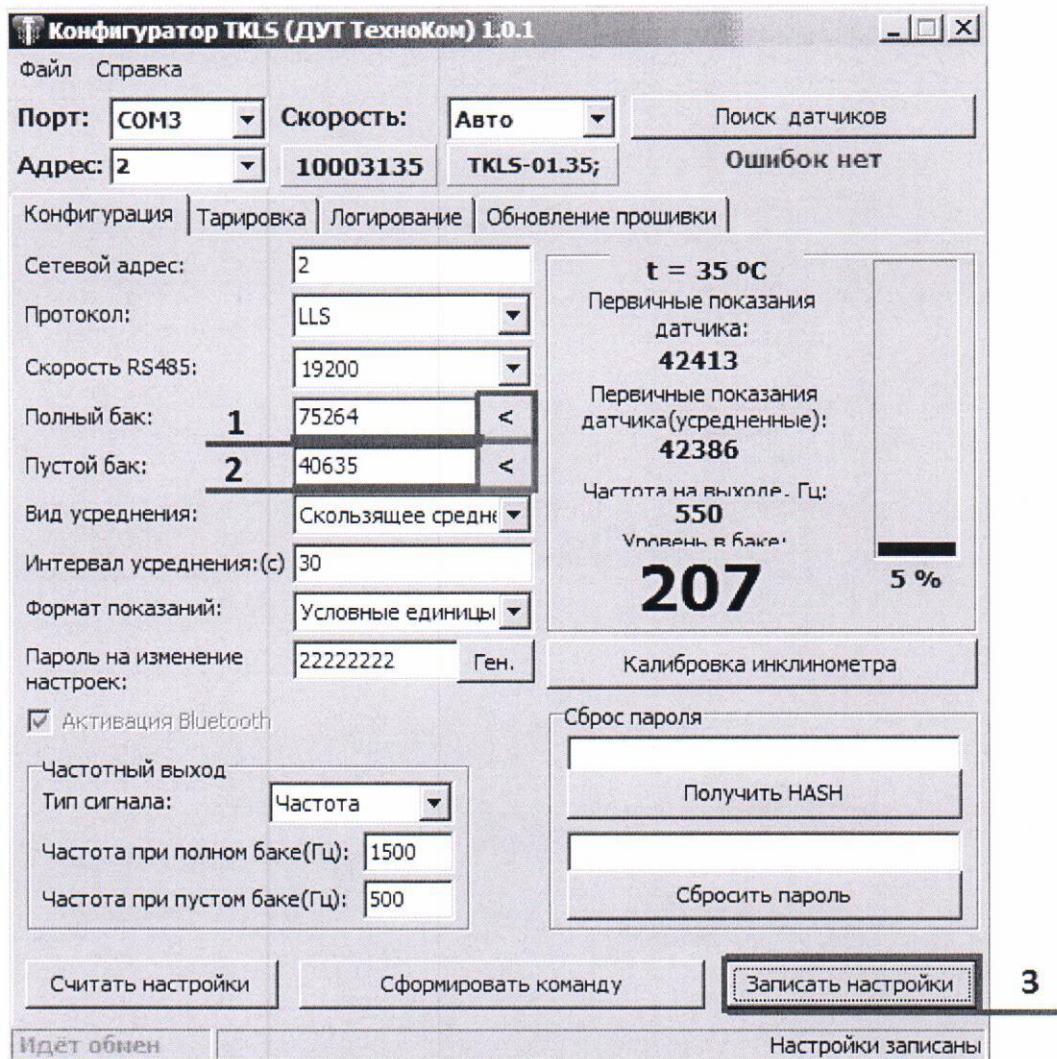 Конфигуратор TKLS (ДУТ ТехноКом) 1.0.1
Файл Справка
Порт: COM3 Скорость: Авто Поиск датчиков
Адрес: 2 10003135 TKLS-01.35; Ошибок нет
Конфигурация Тарировка Логирование Обновление прошивки
Сетевой адрес: 2
Протокол: LLS
Скорость RS485: 19200
Полный бак: 1 75264 <
Пустой бак: 2 40635 <
Вид усреднения: Скользящее средне
Интервал усреднения:(с) 30
Формат показаний: Условные единицы
Пароль на изменение
настроек: 22222222 Ген.
Активация Bluetooth
Частотный выход
Тип сигнала: Частота
Частота при полном баке(Гц): 1500
Частота при пустом баке(Гц): 500
t = 35 ºC
Первичные показания
датчика:
42413
Первичные показания
датчика(усредненные):
42386
Частота на выходе, Гц:
550
Уровень в баке:
207
5 %
Калибровка инклинометра
Сброс пароля
Получить HASH
Сбросить пароль
Считать настройки Сформировать команду Записать настройки 3
Идёт обмен Настройки записаны